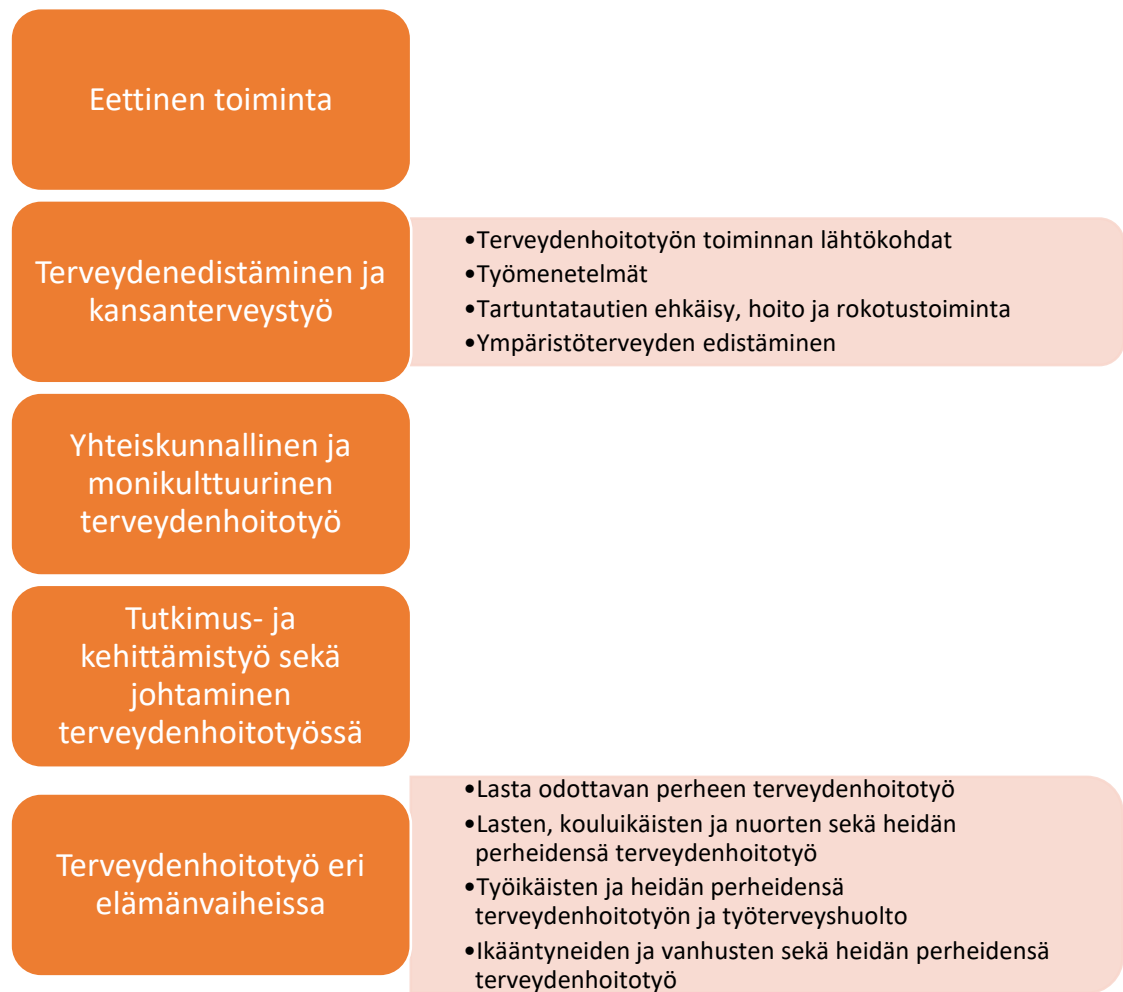 Eettinen toiminta
Terveydenedistäminen ja
kansanterveystyö
•Terveydenhoitotyön toiminnan lähtökohdat
•Työmenetelmät
•Tartuntatautien ehkäisy, hoito ja rokotustoiminta
•Ympäristöterveyden edistäminen
Yhteiskunnallinen ja
monikulttuurinen
terveydenhoitotyö
Tutkimus- ja
kehittämistyö sekä
johtaminen
terveydenhoitotyössä
Terveydenhoitotyö eri
elämänvaiheissa
•Lasta odottavan perheen terveydenhoitotyö
•Lasten, kouluikäisten ja nuorten sekä heidän
perheidensä terveydenhoitotyö
•Työikäisten ja heidän perheidensä
terveydenhoitotyön ja työterveyshuolto
•Ikääntyneiden ja vanhusten sekä heidän perheidensä
terveydenhoitotyö